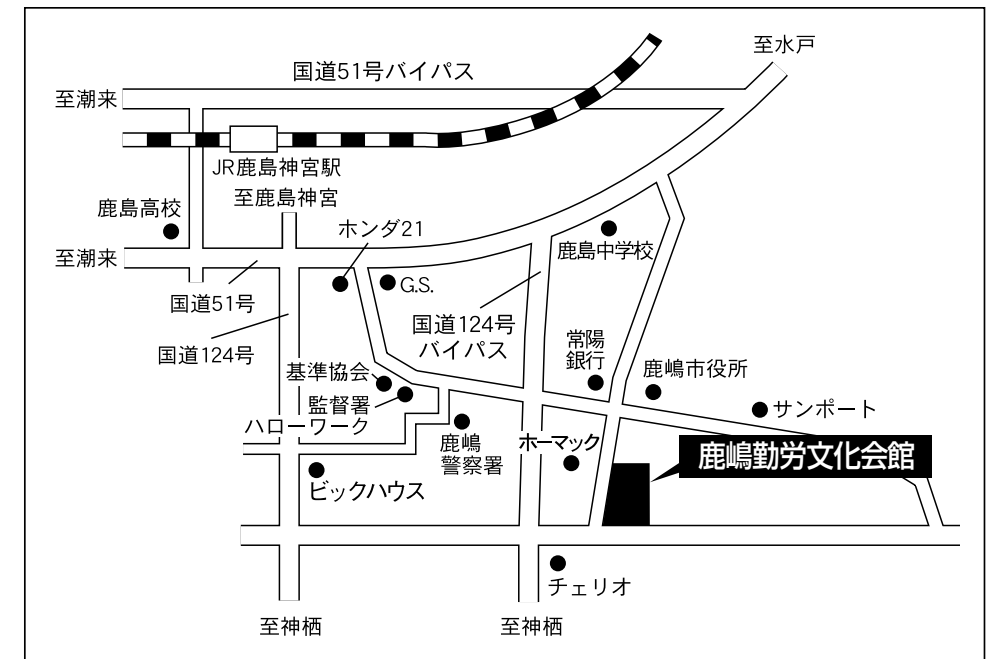 至水戸
国道51号バイパス
至潮来
JR鹿島神宮駅
至鹿島神宮
鹿島高校
ホンダ21
鹿島中学校
至潮来
G.S.
国道51号
国道124号
バイパス
国道124号
常陽
銀行
基準協会
鹿嶋市役所
監督署
サンポート
ハローワーク
鹿嶋
警察署
ホーマック
鹿嶋勤労文化会館
ビックハウス
チェリオ
至神栖
至神栖